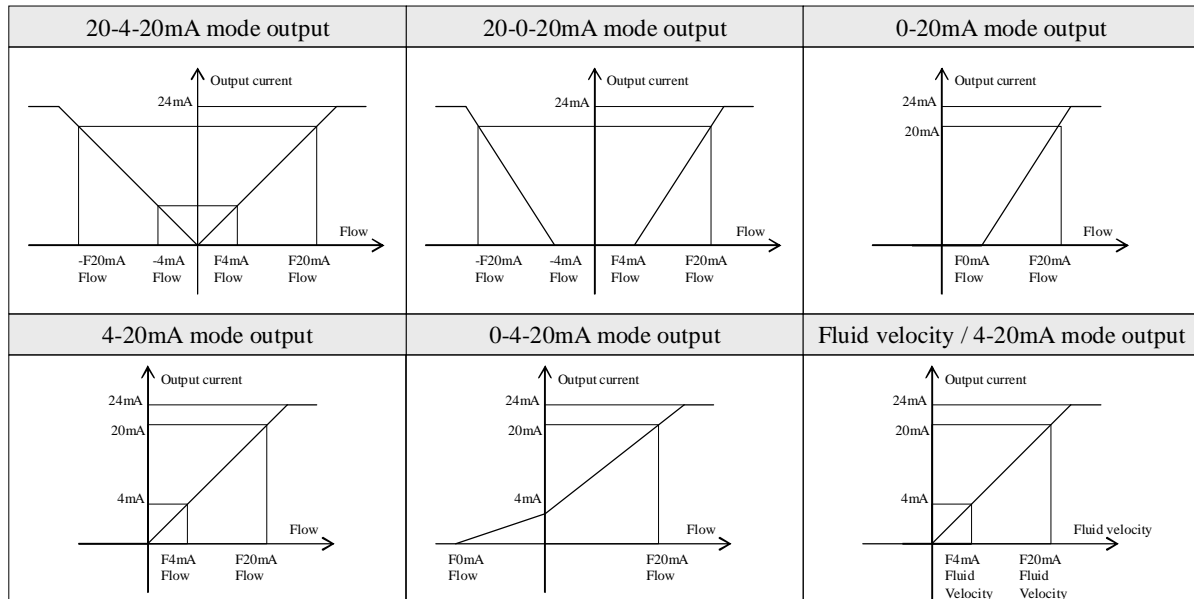 20-4-20mA mode output
20-0-20mA mode output
0-20mA mode output
Output current
24mA
Flow
-F20mA
Flow
-4mA
Flow
F4mA
Flow
F20mA
Flow
Output current
24mA
Flow
-F20mA
Flow
-4mA
Flow
F4mA
Flow
F20mA
Flow
Output current
24mA
20mA
Flow
F0mA
Flow
F20mA
Flow
4-20mA mode output
0-4-20mA mode output
Fluid velocity / 4-20mA mode output
Output current
24mA
20mA
4mA
Flow
F4mA
Flow
F20mA
Flow
Output current
24mA
20mA
4mA
Flow
F0mA
Flow
F20mA
Flow
Output current
24mA
20mA
4mA
Fluid velocity
F4mA
Fluid
Velocity
F20mA
Fluid
Velocity